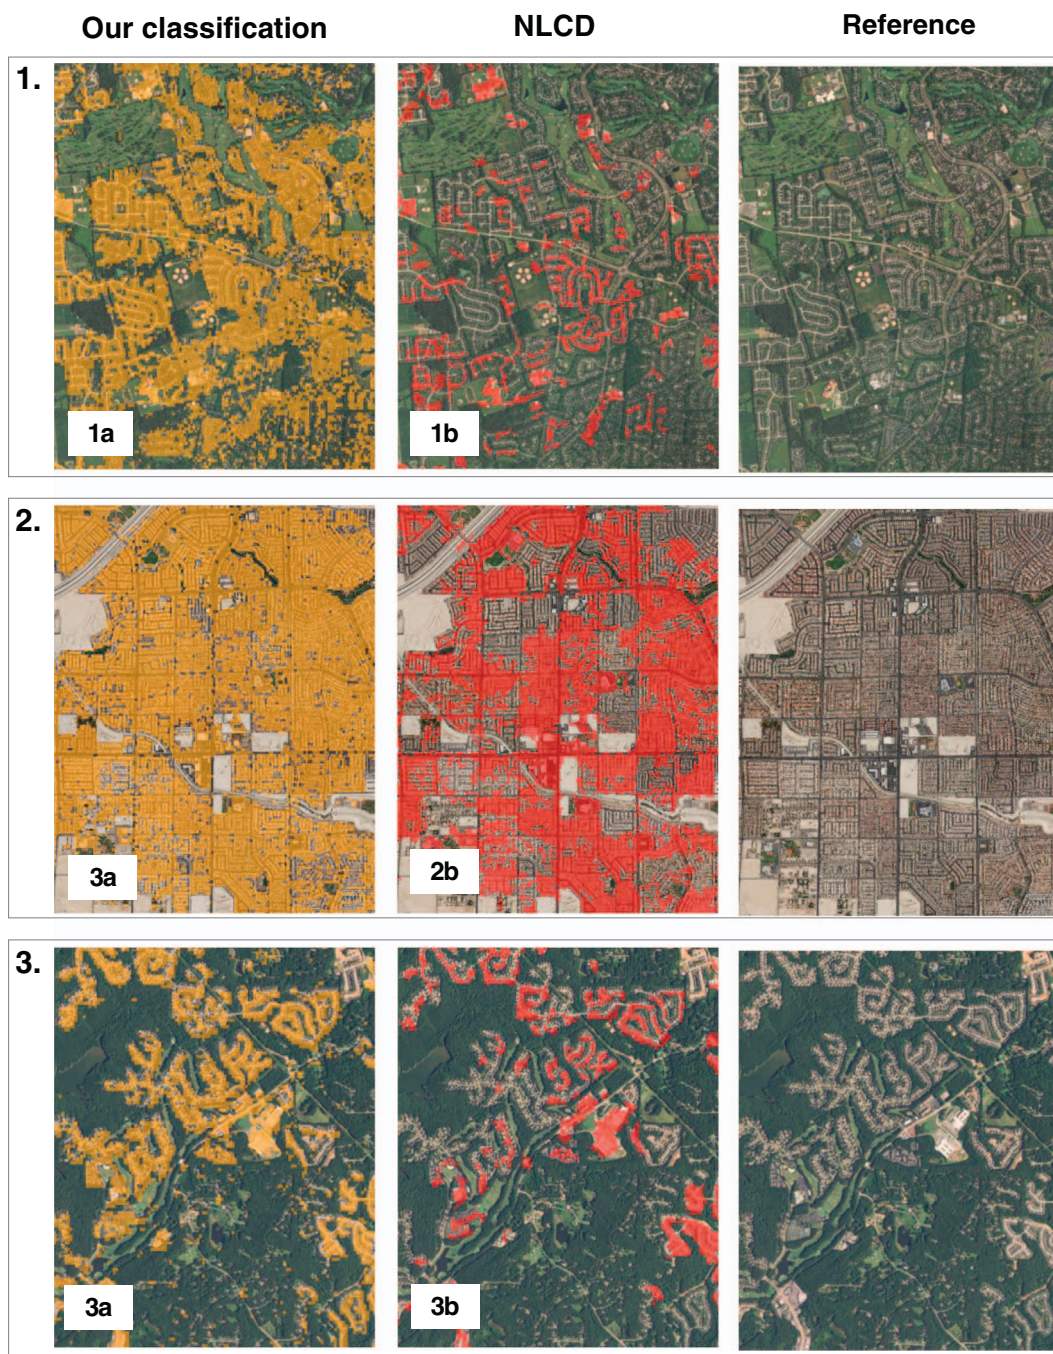 Our classification NLCD Reference
1.
1a 1b
2.
3a 2b
3.
3a 3b